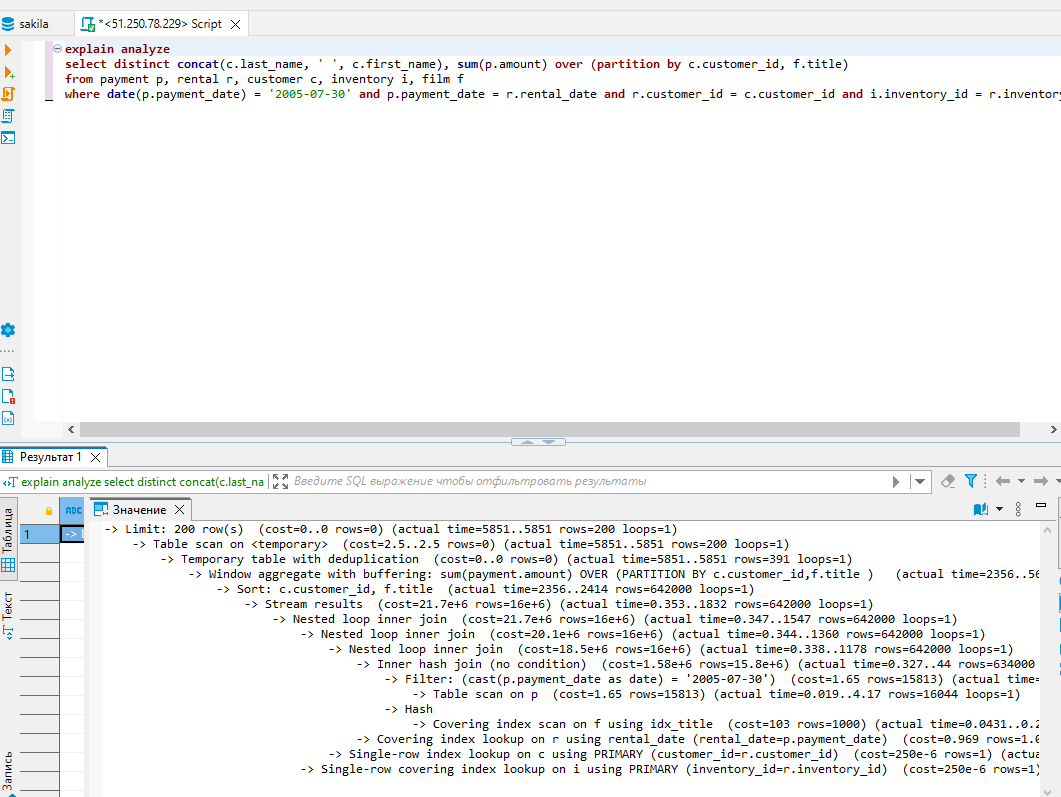 sakila
*<51.250.78.229> Script
explain analyze
select distinct concat(c.last_name, ' ', c.first_name), sum(p.amount) over (partition by c.customer_id, f.title)
from payment p, rental r, customer c, inventory i, film f
where date(p.payment_date) = '2005-07-30' and p.payment_date = r.rental_date and r.customer_id = c.customer_id and i.inventory_id = r.inventory
Результат 1
explain analyze select distinct concat(c.last_na
Введите SQL выражение чтобы отфильтровать результаты
Таблица
Текст
Запись
ABC
1
-> L
Значение
-> Limit: 200 row(s)  (cost=0..0 rows=0) (actual time=5851..5851 rows=200 loops=1)
-> Table scan on <temporary>  (cost=2.5..2.5 rows=0) (actual time=5851..5851 rows=200 loops=1)
-> Temporary table with deduplication  (cost=0..0 rows=0) (actual time=5851..5851 rows=391 loops=1)
-> Window aggregate with buffering: sum(payment.amount) OVER (PARTITION BY c.customer_id,f.title )   (actual time=2356..56
-> Sort: c.customer_id, f.title  (actual time=2356..2414 rows=642000 loops=1)
-> Stream results  (cost=21.7e+6 rows=16e+6) (actual time=0.353..1832 rows=642000 loops=1)
-> Nested loop inner join  (cost=21.7e+6 rows=16e+6) (actual time=0.347..1547 rows=642000 loops=1)
-> Nested loop inner join  (cost=20.1e+6 rows=16e+6) (actual time=0.344..1360 rows=642000 loops=1)
-> Nested loop inner join  (cost=18.5e+6 rows=16e+6) (actual time=0.338..1178 rows=642000 loops=1)
-> Inner hash join (no condition)  (cost=1.58e+6 rows=15.8e+6) (actual time=0.327..44 rows=634000
-> Filter: (cast(p.payment_date as date) = '2005-07-30')  (cost=1.65 rows=15813) (actual time=
-> Table scan on p  (cost=1.65 rows=15813) (actual time=0.019..4.17 rows=16044 loops=1)
-> Hash
-> Covering index scan on f using idx_title  (cost=103 rows=1000) (actual time=0.0431..0.2
-> Covering index lookup on r using rental_date (rental_date=p.payment_date)  (cost=0.969 rows=1.0
-> Single-row index lookup on c using PRIMARY (customer_id=r.customer_id)  (cost=250e-6 rows=1) (actua
-> Single-row covering index lookup on i using PRIMARY (inventory_id=r.inventory_id)  (cost=250e-6 rows=1)